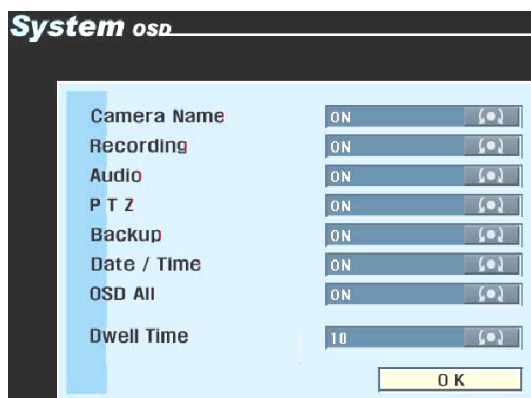 System OSD
Camera Name ON
Recording ON
Audio ON
P T Z ON
Backup ON
Date / Time ON
OSD All ON
Dwell Time 10
O K